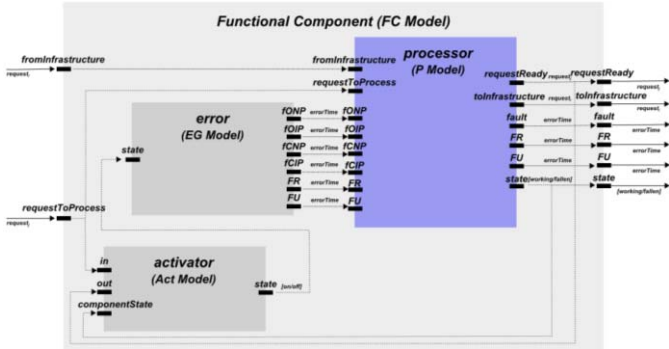 Functional Component (FC Model)
fromInfrastructure
request,
fromInfrastructure
processor
(P Model)
requestToProcess
requestReady
request,
requestReady
request,
toInfrastructure
request,
toInfrastructure
request,
error
(EG Model)
state
fONP
errorTime
fONP
fOIP
errorTime
fOIP
fCNP
errorTime
fCNP
fCIP
errorTime
fCIP
FR
errorTime
FR
FU
errorTime
FU
fault
errorTime
fault
errorTime
FR
errorTime
FR
errorTime
FU
errorTime
FU
errorTime
state
[working/fallen]
state
[working/fallen]
requestToProcess
request,
in
out
componentState
activator
(Act Model)
state
[on/off]